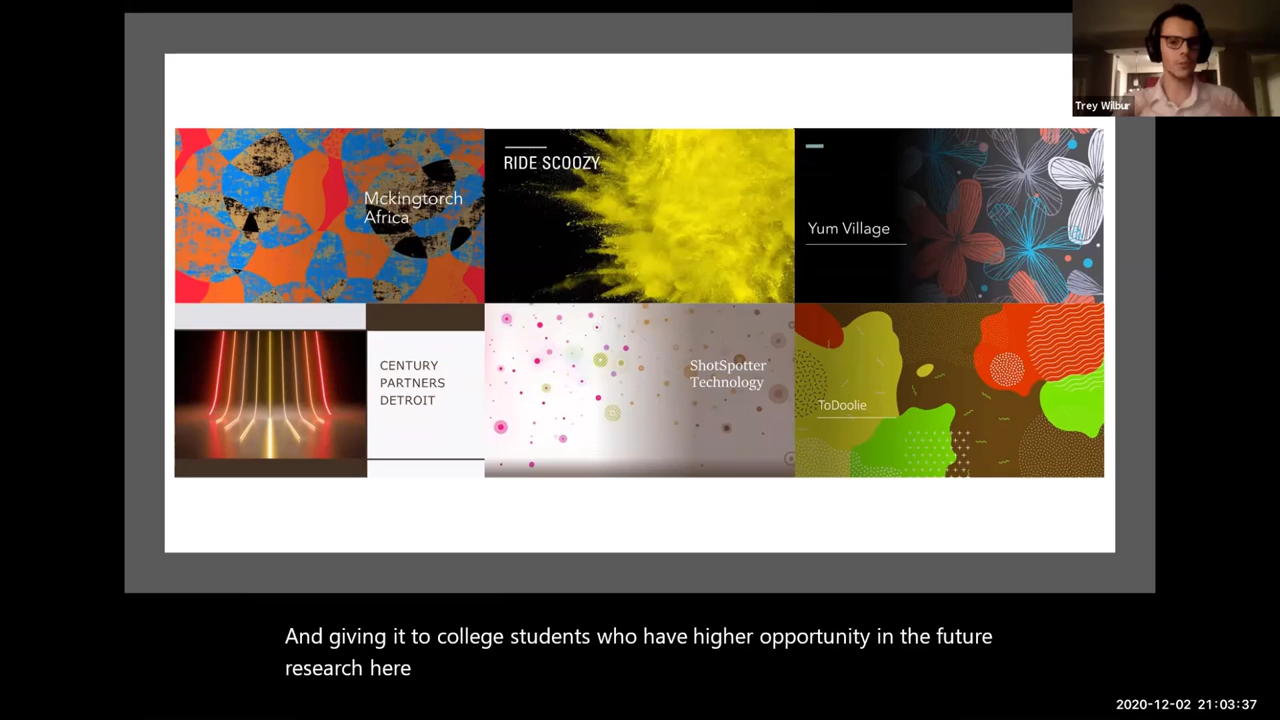 Trey Wilbur
Mckingtorch
Africa
RIDE SCOOZY
Yum Village
CENTURY
PARTNERS
DETROIT
ShotSpotter
Technology
ToDoolie
And giving it to college students who have higher opportunity in the future
research here
2020-12-02 21:03:37